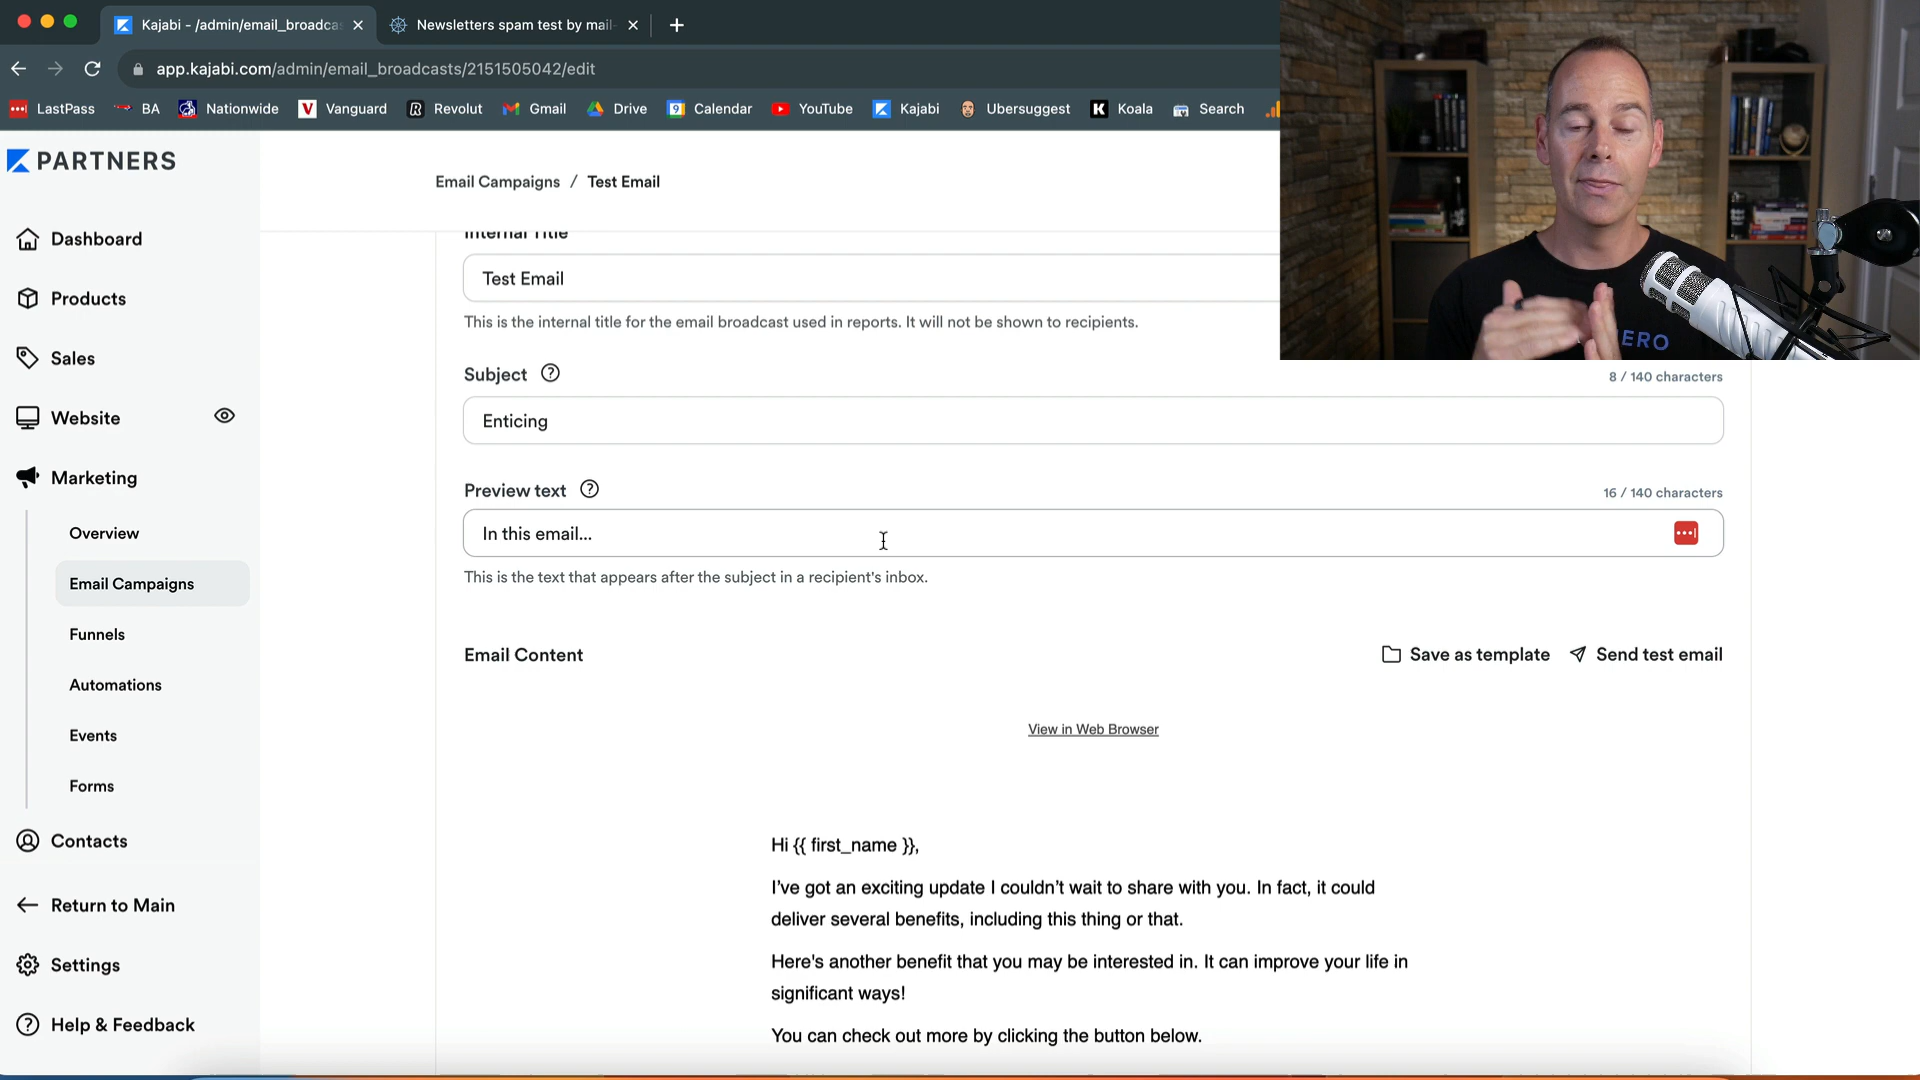 Kajabi - /admin/email_broadca
Newsletters spam test by mail-
app.kajabi.com/admin/email_broadcasts/2151505042/edit
LastPass
BA
Nationwide
Vanguard
Revolut
Gmail
Drive
9
Calendar
YouTube
Kajabi
Ubersuggest
Koala
Search
PARTNERS
Dashboard
Products
Sales
Website
Marketing
Overview
Email Campaigns
Funnels
Automations
Events
Forms
Contacts
Return to Main
Settings
Help & Feedback
Email Campaigns / Test Email
Internal Title
Test Email
This is the internal title for the email broadcast used in reports. It will not be shown to recipients.
Subject
8 / 140 characters
Enticing
Preview text
16 / 140 characters
In this email...
This is the text that appears after the subject in a recipient's inbox.
Email Content
Save as template
Send test email
View in Web Browser
Hi {{ first_name }},
I've got an exciting update I couldn't wait to share with you. In fact, it could
deliver several benefits, including this thing or that.
Here's another benefit that you may be interested in. It can improve your life in
significant ways!
You can check out more by clicking the button below.
ERO